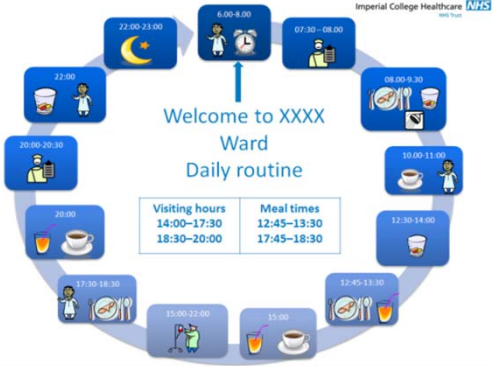 Imperial College Healthcare NHS
NHS Trust
6.00-8.00
07:30 – 08.00
08.00-9.30
10.00-11:00
12:30-14:00
12:45-13:30
15:00
15:00-22:00
17:30-18:30
20:00
20:00-20:30
22:00
22:00-23:00
Welcome to XXXX
Ward
Daily routine
Visiting hours
14:00–17:30
18:30–20:00
Meal times
12:45–13:30
17:45–18:30